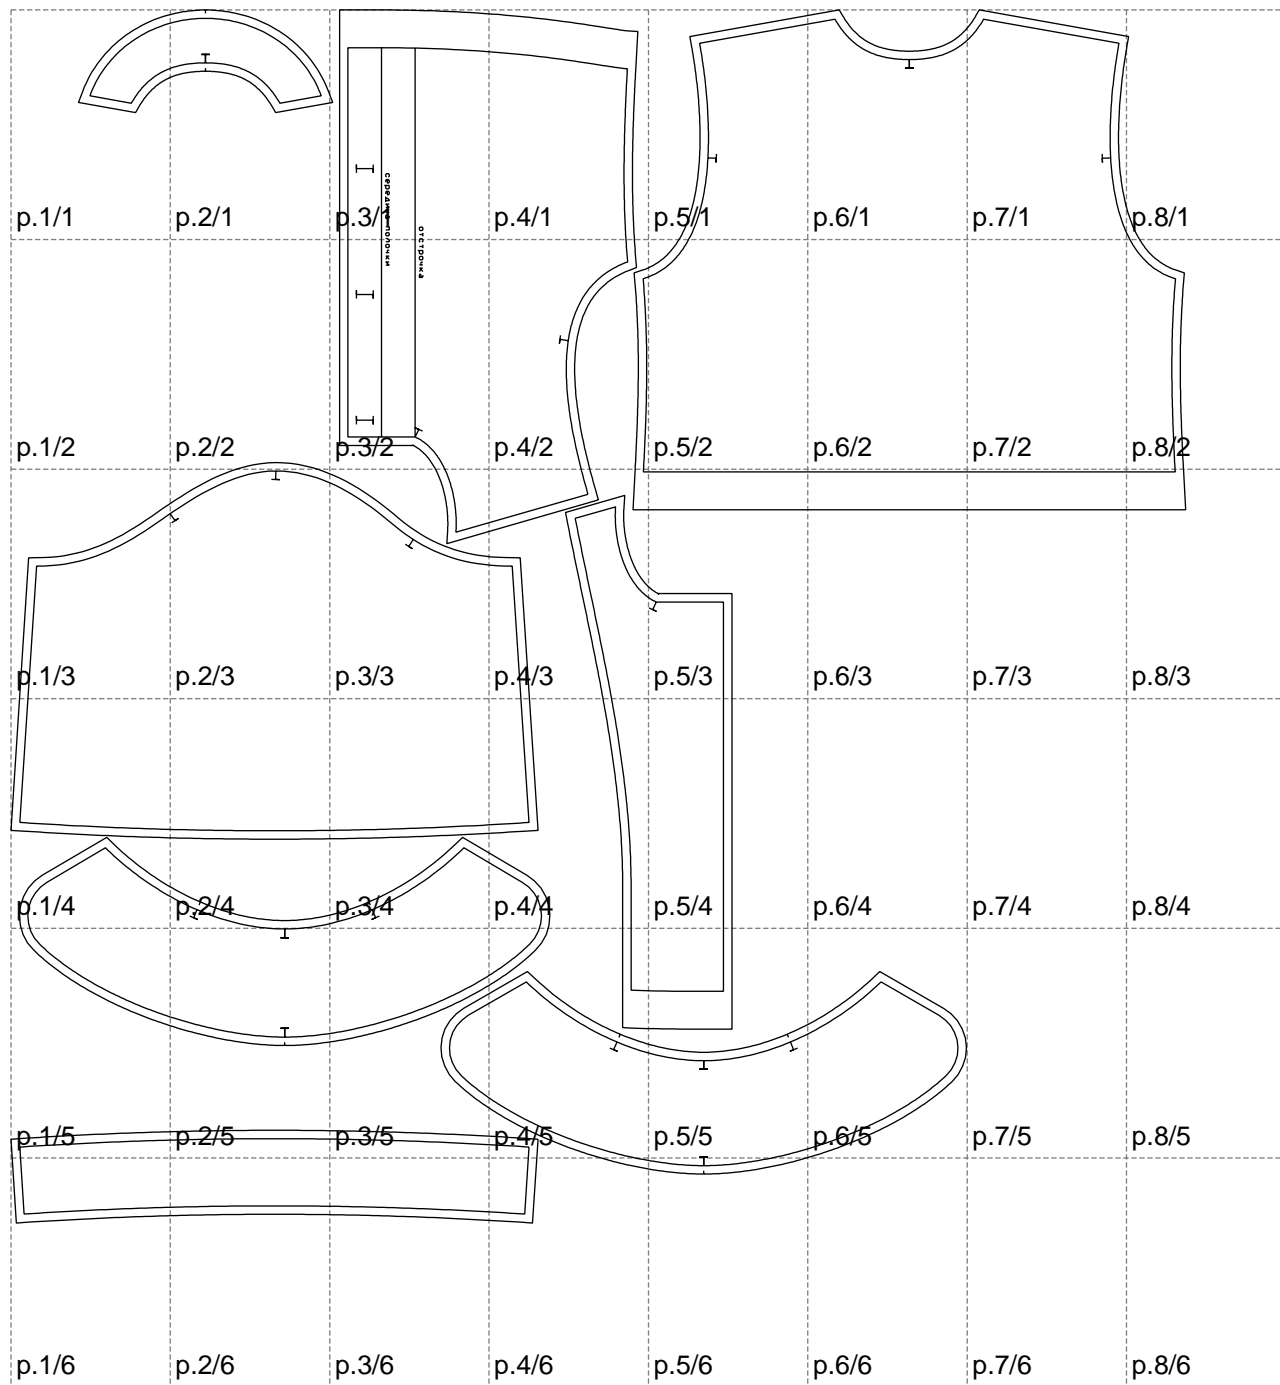 p.1/1 p.2/1 p.3/1 p.4/1 p.5/1 p.6/1 p.7/1 p.8/1
середина полочки
отстрочка
p.1/2 p.2/2 p.3/2 p.4/2 p.5/2 p.6/2 p.7/2 p.8/2
p.1/3 p.2/3 p.3/3 p.4/3 p.5/3 p.6/3 p.7/3 p.8/3
p.1/4 p.2/4 p.3/4 p.4/4 p.5/4 p.6/4 p.7/4 p.8/4
p.1/5 p.2/5 p.3/5 p.4/5 p.5/5 p.6/5 p.7/5 p.8/5
p.1/6 p.2/6 p.3/6 p.4/6 p.5/6 p.6/6 p.7/6 p.8/6